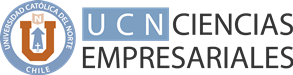 UNIVERSIDAD CATÓLICA DEL NORTE
CHILE
UCN CIENCIAS
EMPRESARIALES